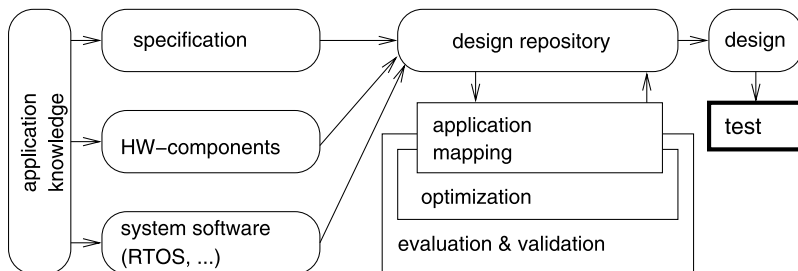 application
knowledge
specification
HW–components
system software
(RTOS, ...)
design repository
application
mapping
optimization
evaluation & validation
design
test